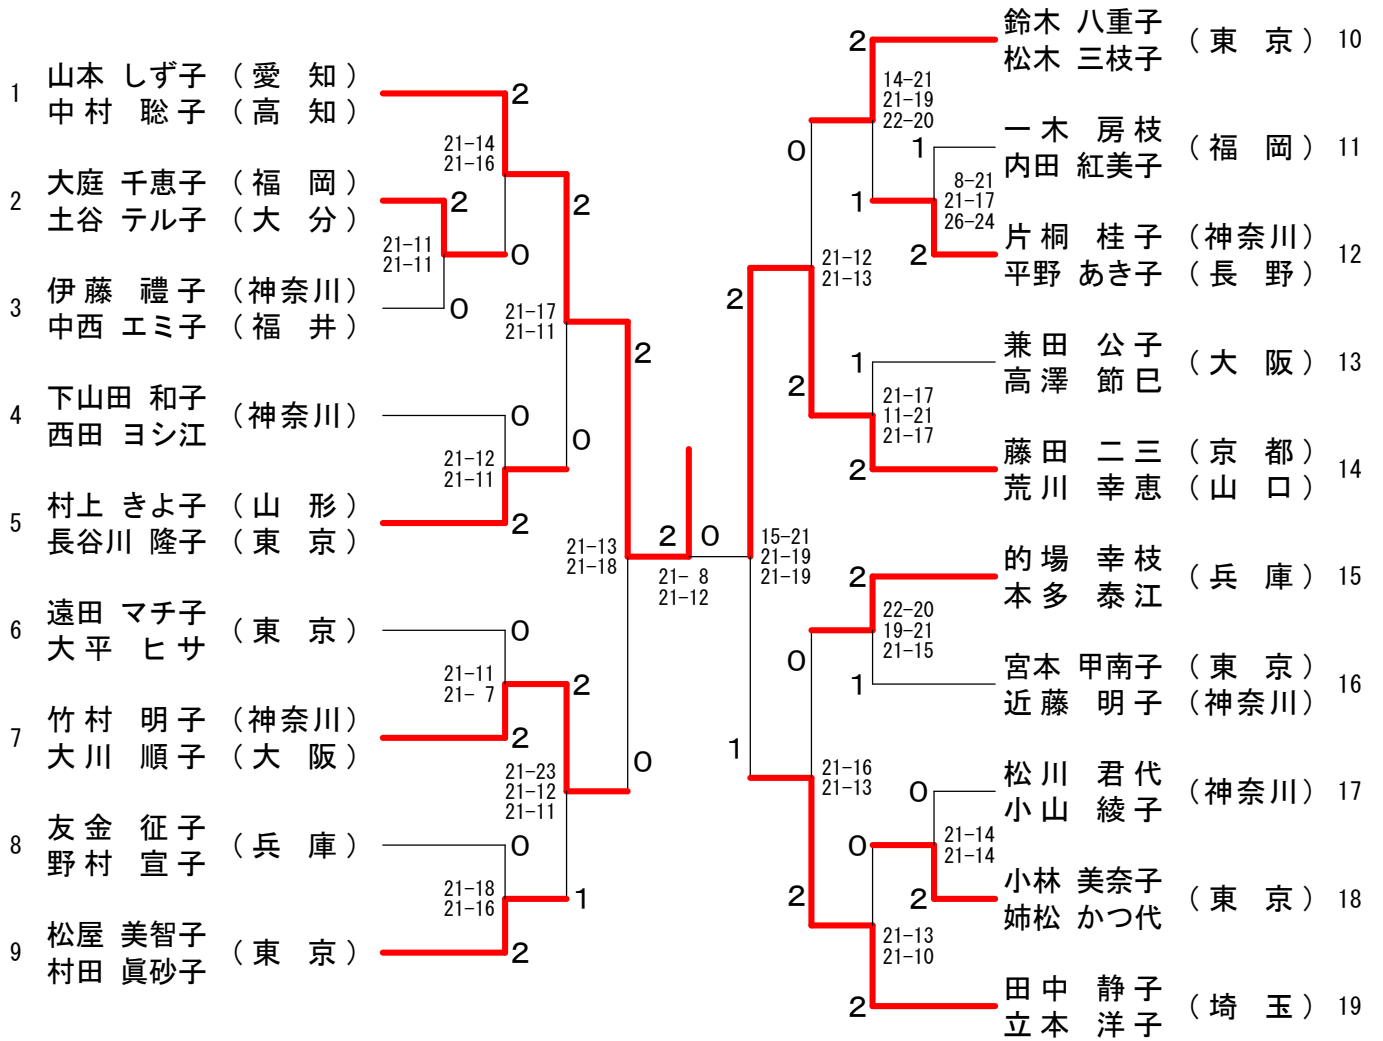 1 山本 しず子 （愛 知）
中村 聡子 （高 知）
2 大庭 千恵子 （福 岡）
土谷 テル子 （大 分）
3 伊藤 禮子 （神奈川）
中西 エミ子 （福 井）
4 下山田 和子 （神奈川）
西田 ヨシ江
5 村上 きよ子 （山 形）
長谷川 隆子 （東 京）
6 遠田 マチ子 （東 京）
大平 ヒサ
7 竹村 明子 （神奈川）
大川 順子 （大 阪）
8 友金 征子 （兵 庫）
野村 宣子
9 松屋 美智子 （東 京）
村田 眞砂子
2
21-14
21-16
2
0
21-11
21-11
0
2
21-17
21-11
0
0
21-12
21-11
2
2
21-13
21-18
0
0
21-11
21- 7
2
2
21-23
21-12
21-11
1
0
21-18
21-16
2
2 0
21- 8
21-12
2
15-21
21-19
21-19
1
0
21-12
21-13
2
2
14-21
21-19
22-20
1
1
8-21
21-17
26-24
2
1
21-17
11-21
21-17
2
2
22-20
19-21
21-15
1
0
21-16
21-13
2
0
21-14
21-14
2
0
21-13
21-10
2
鈴木 八重子 （東 京） 10
松木 三枝子
一木 房枝 （福 岡） 11
内田 紅美子
片桐 桂子 （神奈川） 12
平野 あき子 （長 野）
兼田 公子 （大 阪） 13
高澤 節巳
藤田 二三 （京 都） 14
荒川 幸恵 （山 口）
的場 幸枝 （兵 庫） 15
本多 泰江
宮本 甲南子 （東 京） 16
近藤 明子 （神奈川）
松川 君代 （神奈川） 17
小山 綾子
小林 美奈子 （東 京） 18
姉松 かつ代
田中 静子 （埼 玉） 19
立本 洋子